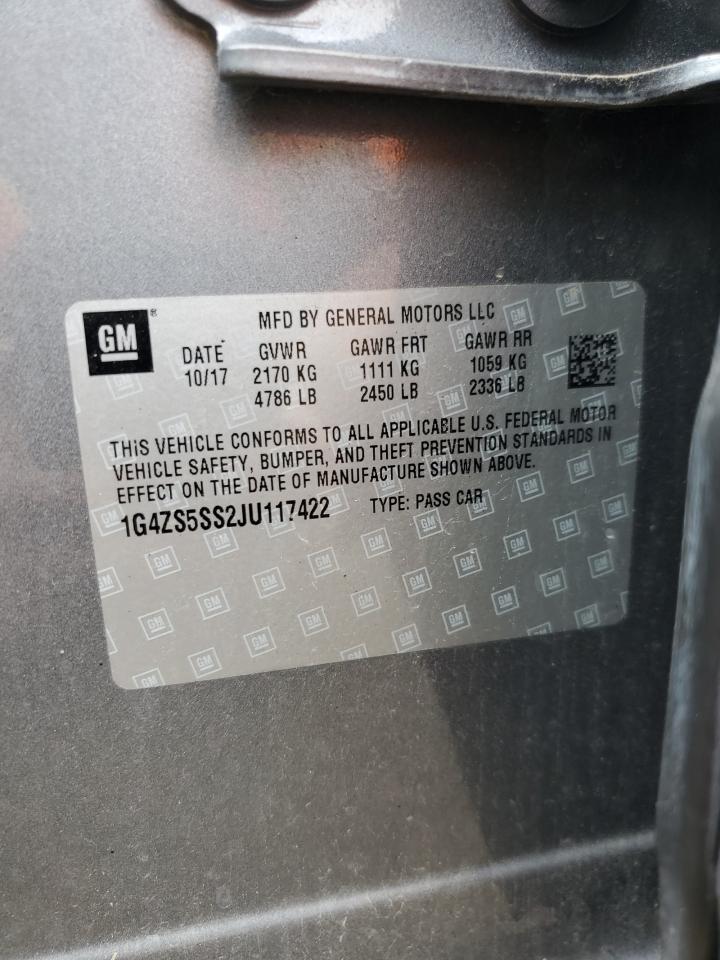 GM®
MFD BY GENERAL MOTORS LLC
DATE GVWR GAWR FRT GAWR RR
10/17 2170 KG 1111 KG 1059 KG
4786 LB 2450 LB 2336 LB
THIS VEHICLE CONFORMS TO ALL APPLICABLE U.S. FEDERAL MOTOR
VEHICLE SAFETY, BUMPER, AND THEFT PREVENTION STANDARDS IN
EFFECT ON THE DATE OF MANUFACTURE SHOWN ABOVE.
1G4ZS5SS2JU117422 TYPE: PASS CAR